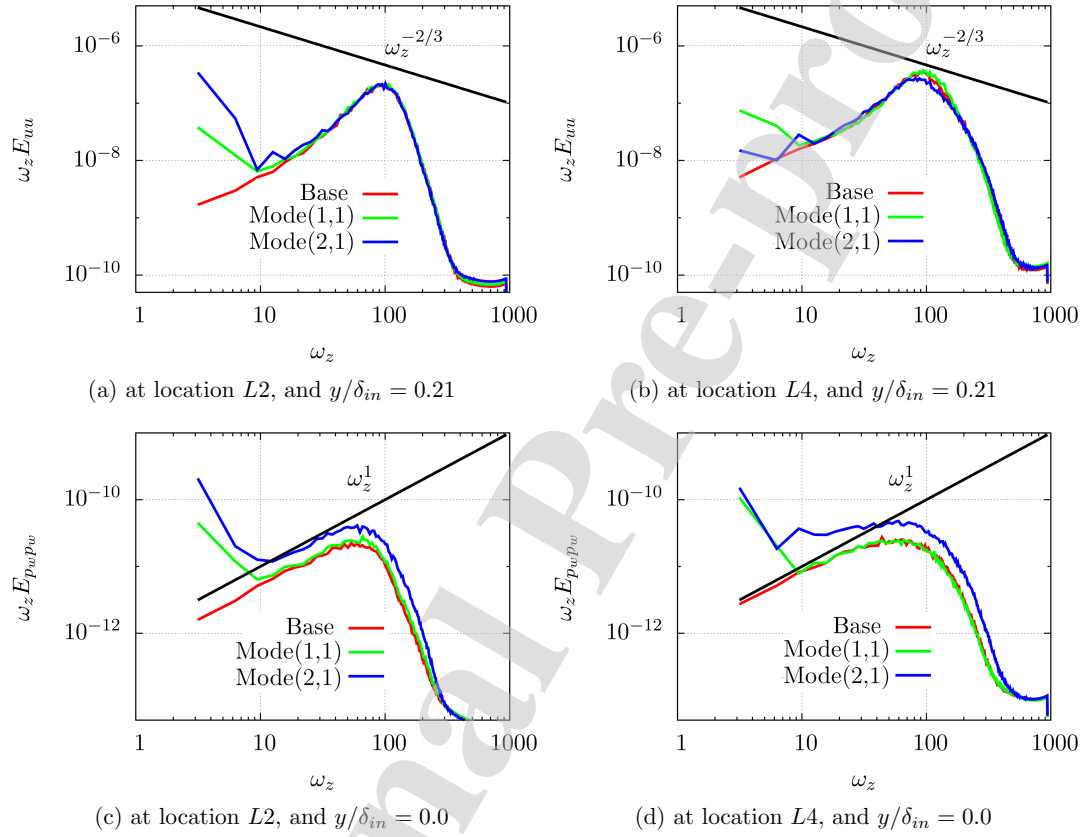 10⁻⁶
10⁻⁸
10⁻¹⁰
ω_z E_{uu}
ω_z^{-2/3}
Base
Mode(1,1)
Mode(2,1)
1 10 100 1000
ω_z
(a) at location L2, and y/δ_{in} = 0.21
10⁻⁶
10⁻⁸
10⁻¹⁰
ω_z E_{uu}
ω_z^{-2/3}
Base
Mode(1,1)
Mode(2,1)
1 10 100 1000
ω_z
(b) at location L4, and y/δ_{in} = 0.21
10⁻¹⁰
10⁻¹²
ω_z E_{p_w p_w}
ω_z^1
Base
Mode(1,1)
Mode(2,1)
1 10 100 1000
ω_z
(c) at location L2, and y/δ_{in} = 0.0
10⁻¹⁰
10⁻¹²
ω_z E_{p_w p_w}
ω_z^1
Base
Mode(1,1)
Mode(2,1)
1 10 100 1000
ω_z
(d) at location L4, and y/δ_{in} = 0.0
nal Pre-pro